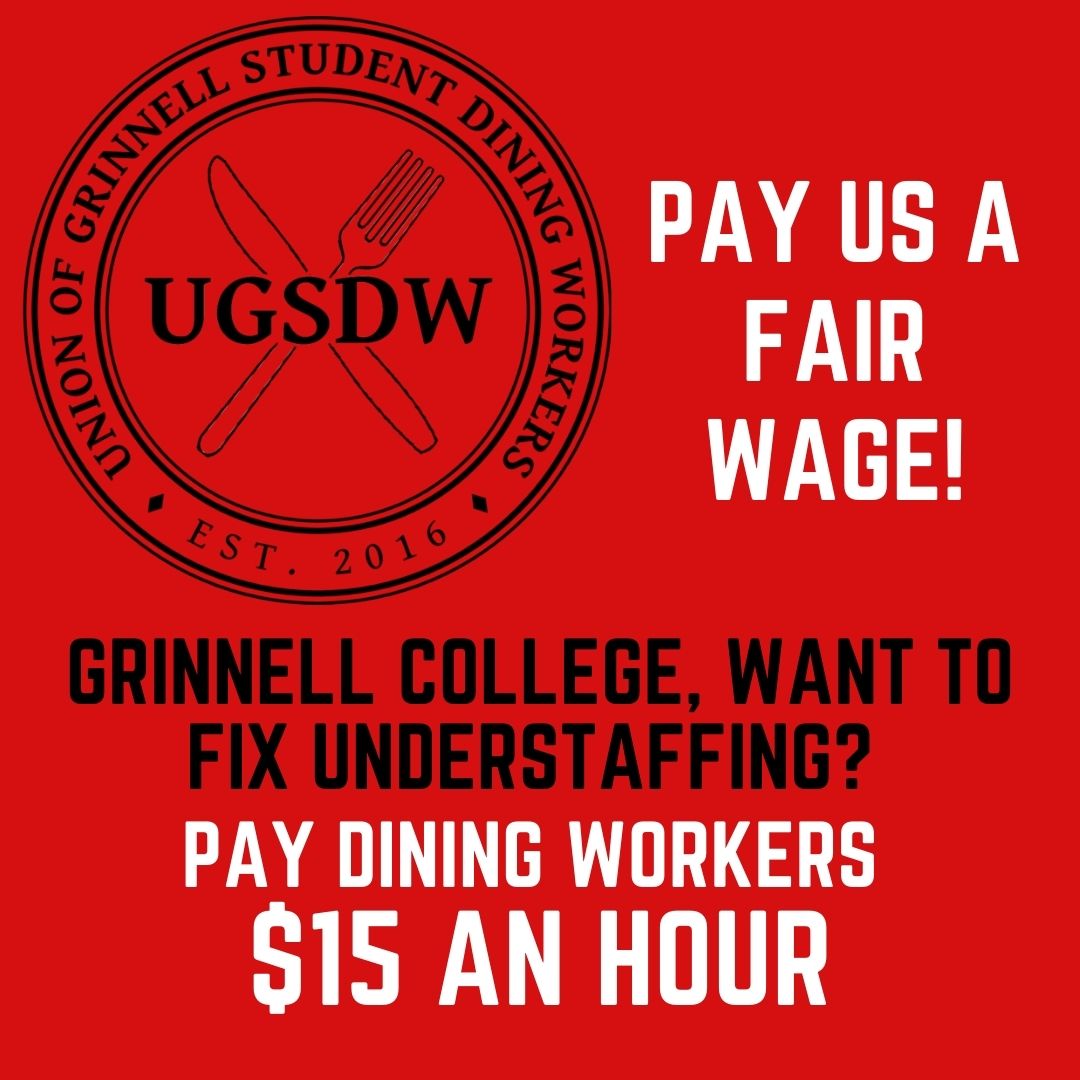 UNION OF GRINNELL STUDENT DINING WORKERS
UGSDW
EST. 2016
PAY US A
FAIR
WAGE!
GRINNELL COLLEGE, WANT TO
FIX UNDERSTAFFING?
PAY DINING WORKERS
$15 AN HOUR